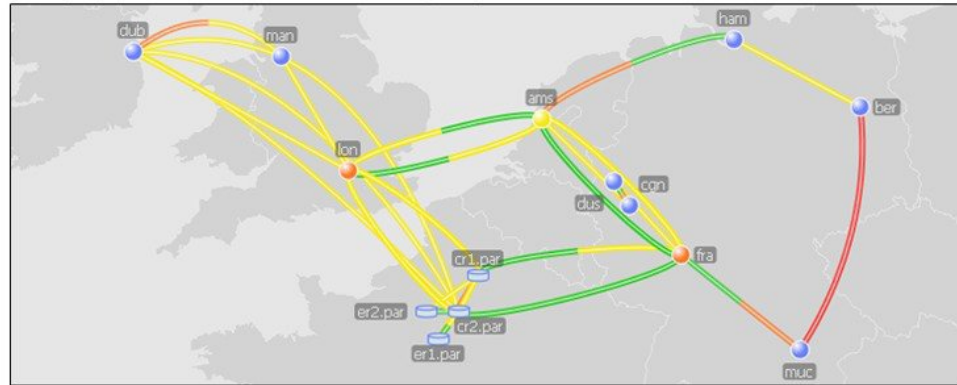 dub
man
ham
ams
ber
lon
cgn
dus
fra
cr1.par
er2.par
cr2.par
er1.par
muc